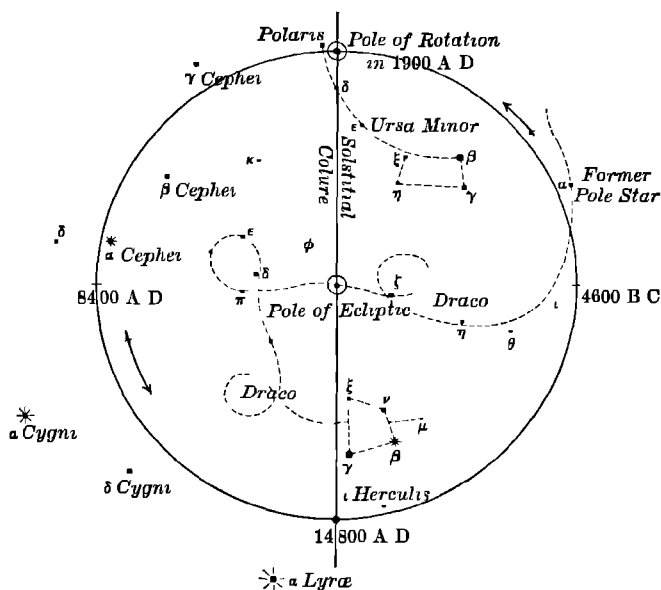 Polaris
Pole of Rotation
in 1900 A D
γ Cephei
δ
ε Ursa Minor
ξ
β
η
γ
κ
Solstitial
Colure
β Cephei
α
Former
Pole Star
δ
α Cephei
ε
φ
δ
π
ζ
Draco
8400 A D
4600 B C
Pole of Ecliptic
η
θ
ι
Draco
ξ
ν
μ
β
γ
α Cygni
δ Cygni
ι Herculis
14800 A D
α Lyræ